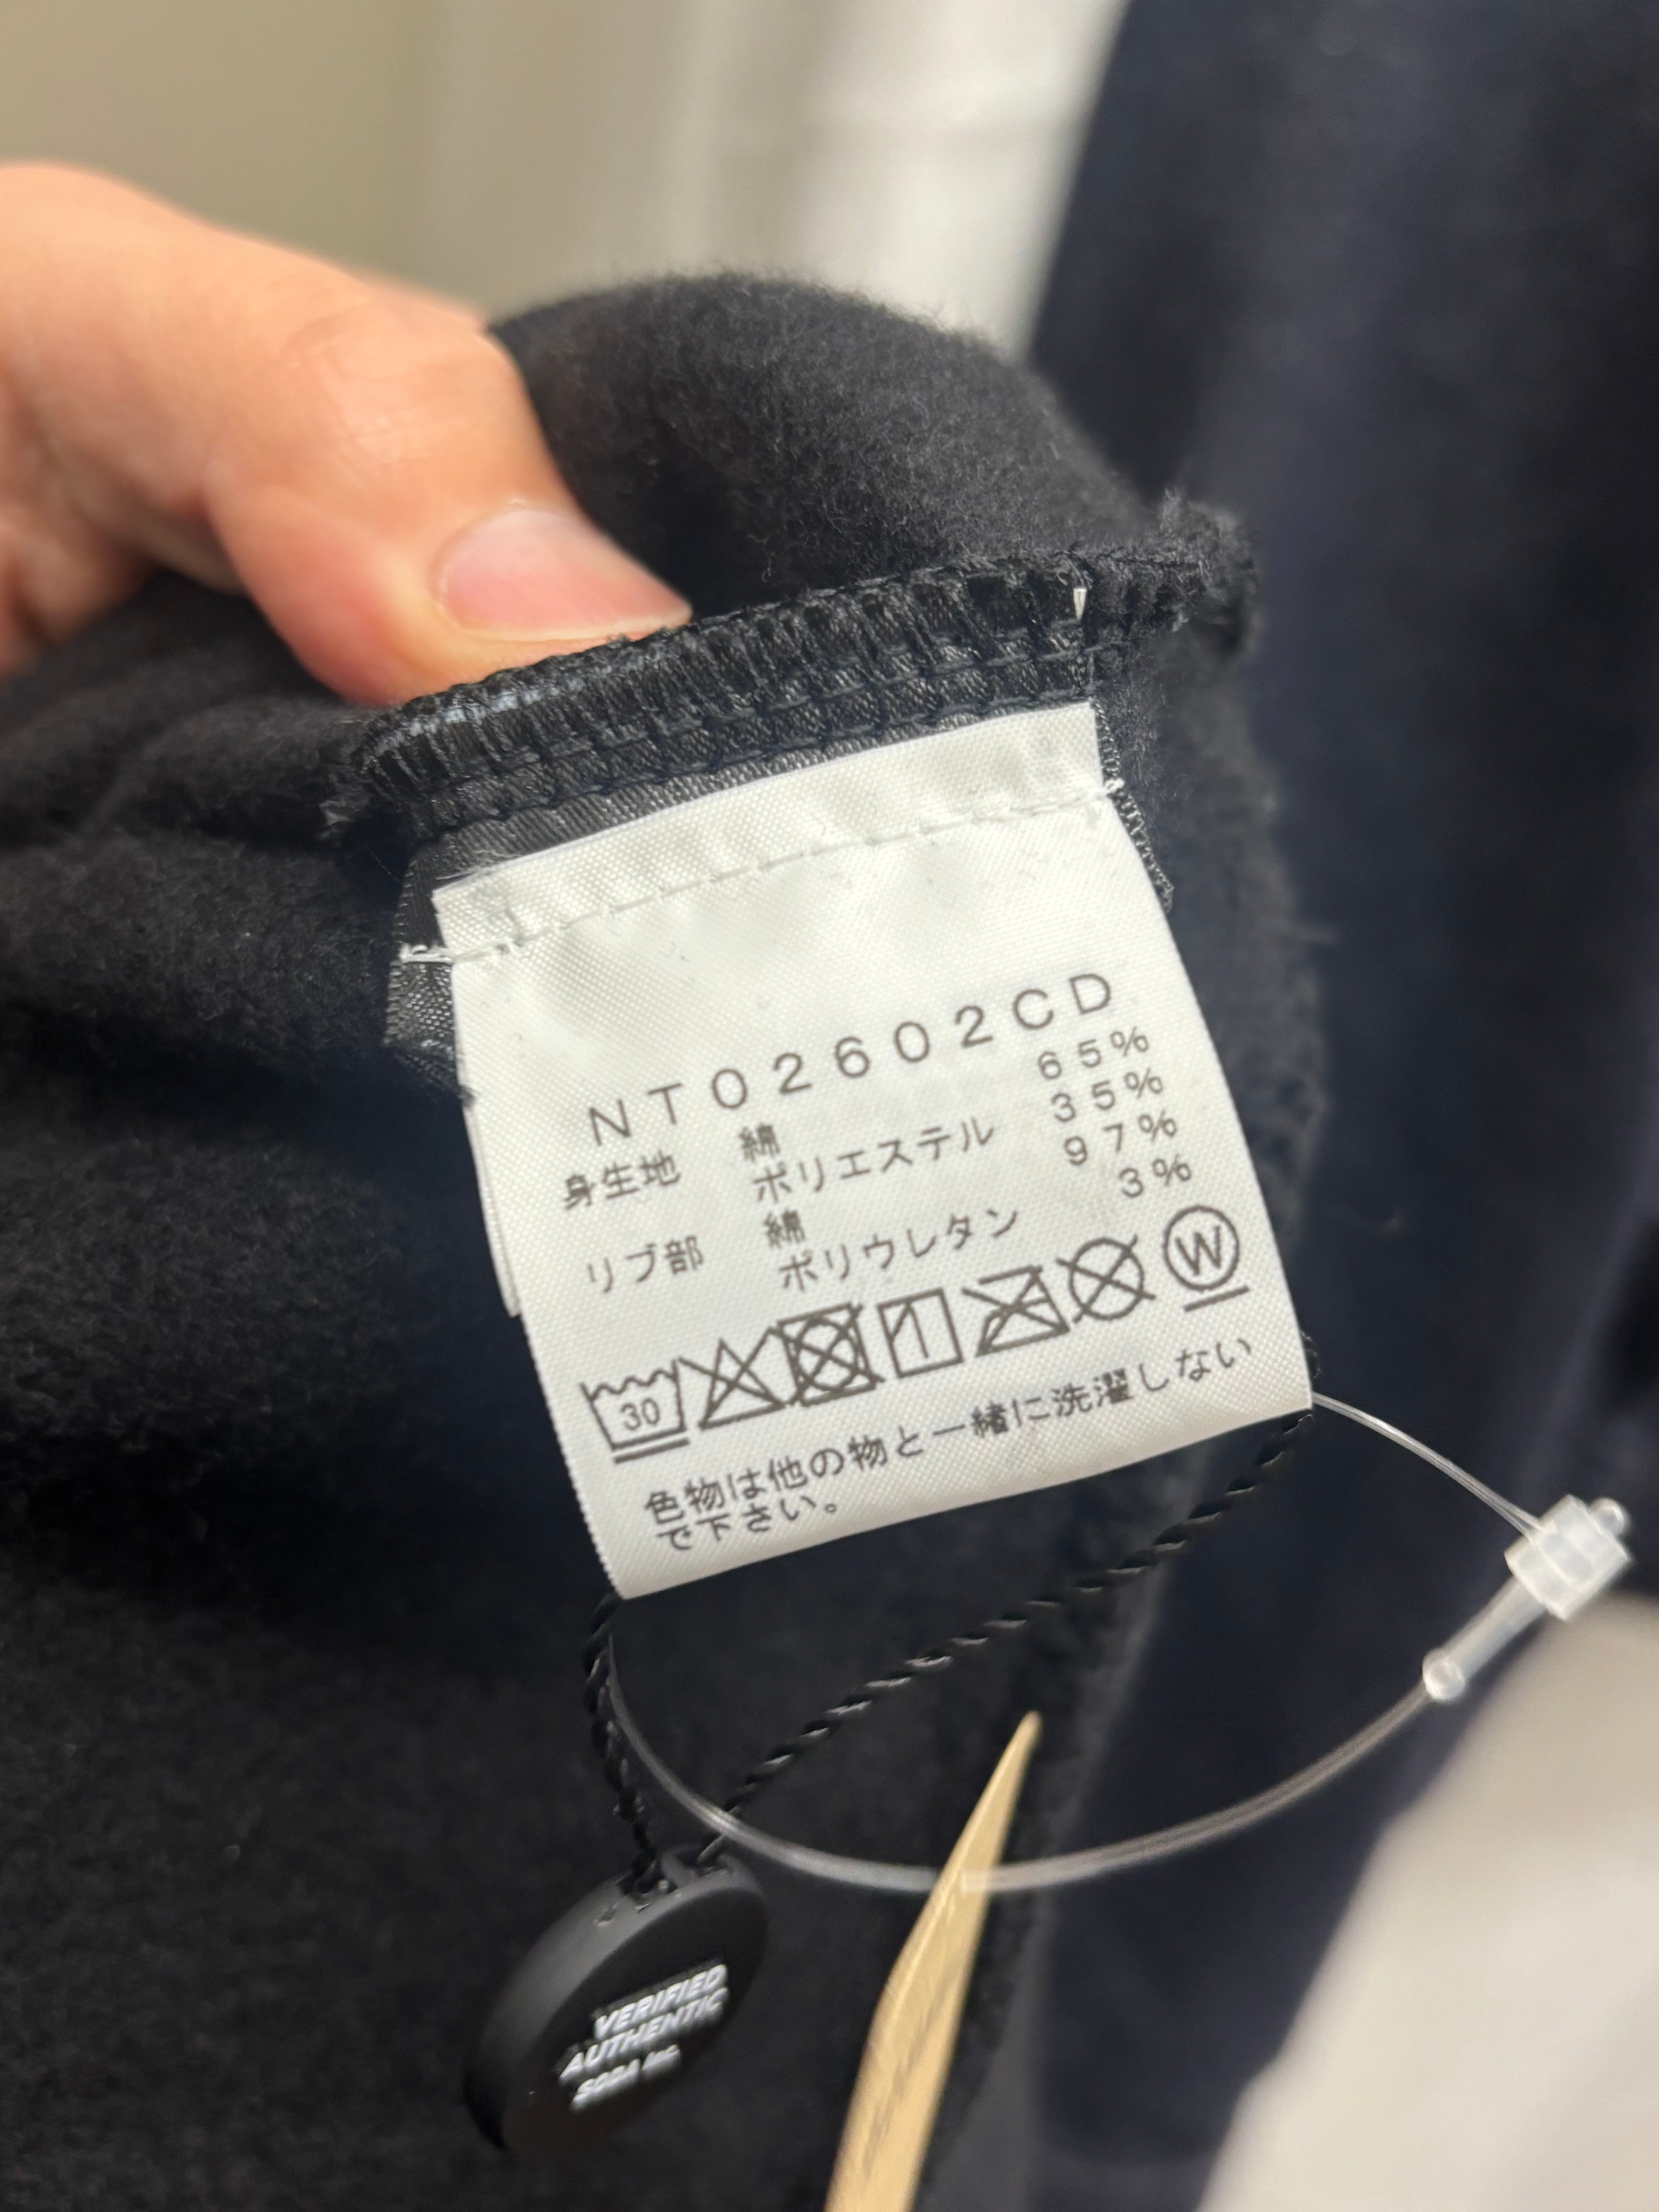 NT02602CD
身生地 綿 65%
ポリエステル 35%
リブ部 綿 97%
ポリウレタン 3%
30 W
色物は他の物と一緒に洗濯しない
で下さい。
VERIFIED
AUTHENTIC
SODA inc.